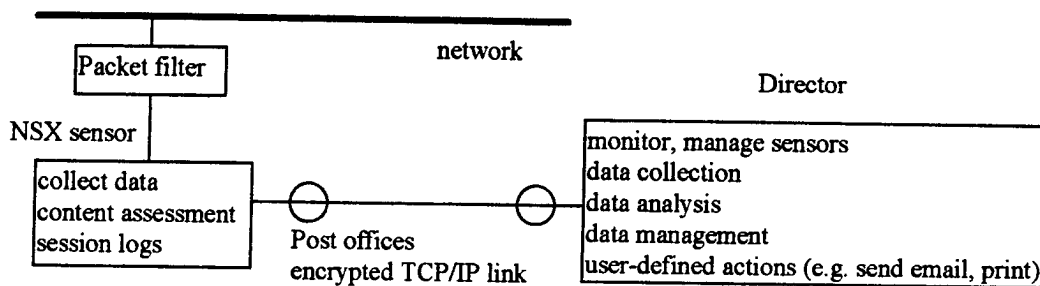 network
Packet filter
Director
NSX sensor
monitor, manage sensors
data collection
data analysis
data management
user-defined actions (e.g. send email, print)
collect data
content assessment
session logs
Post offices
encrypted TCP/IP link